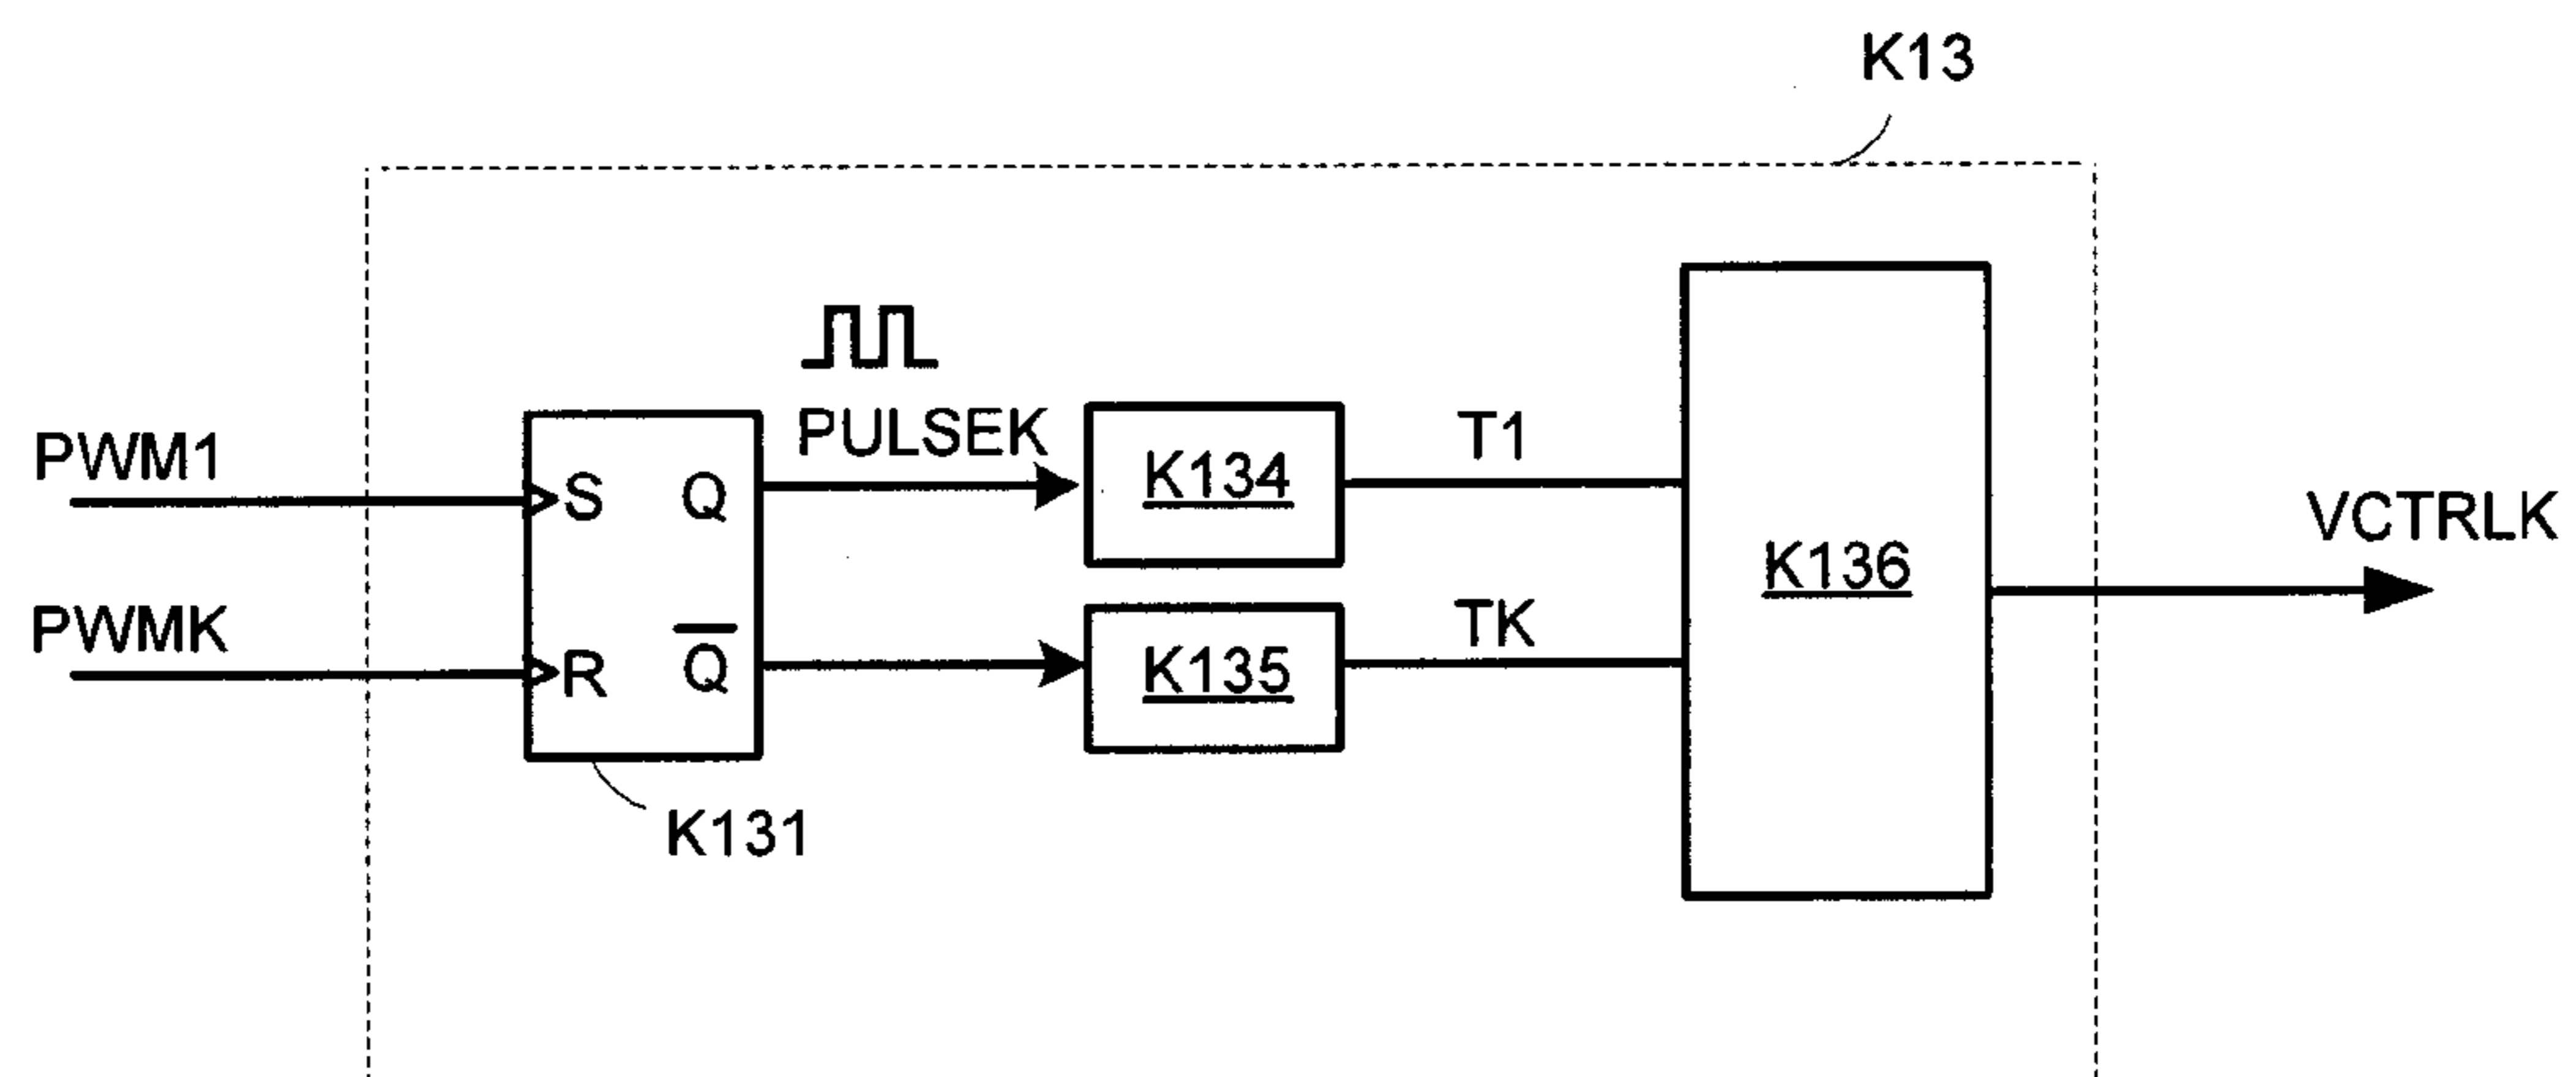 K13
PWM1
PWMK
S Q
R Q̅
K131
PULSEK
K134
K135
T1
TK
K136
VCTRLK